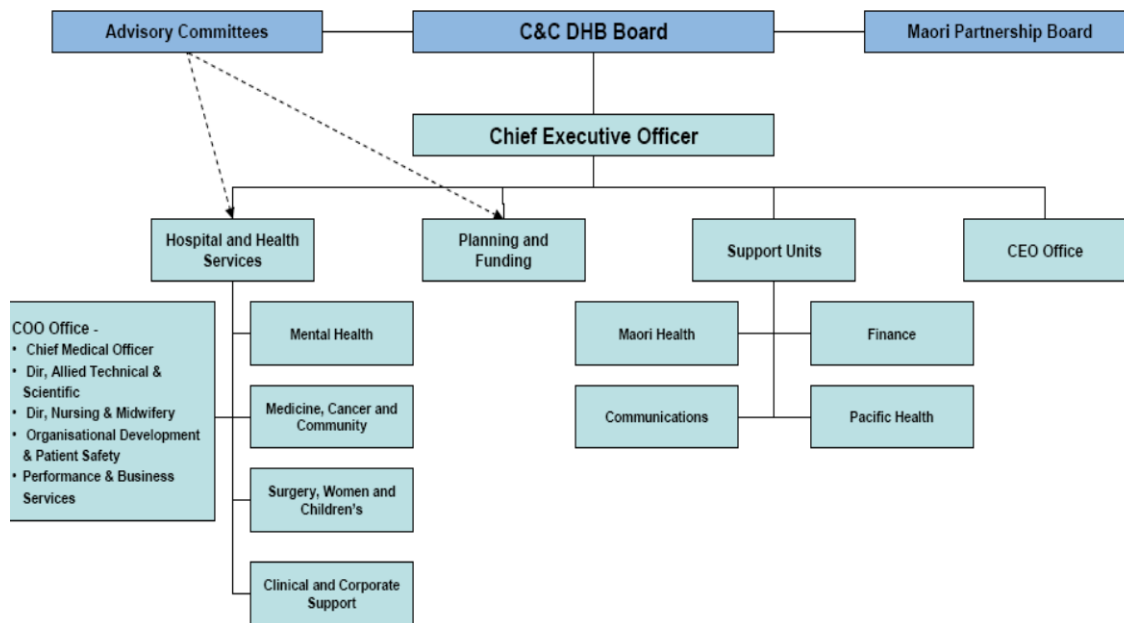 Advisory Committees
C&C DHB Board
Maori Partnership Board
Chief Executive Officer
Hospital and Health
Services
Planning and
Funding
Support Units
CEO Office
COO Office -
• Chief Medical Officer
• Dir, Allied Technical &
Scientific
• Dir, Nursing & Midwifery
• Organisational Development
& Patient Safety
• Performance & Business
Services
Mental Health
Medicine, Cancer and
Community
Surgery, Women and
Children's
Clinical and Corporate
Support
Maori Health
Finance
Communications
Pacific Health